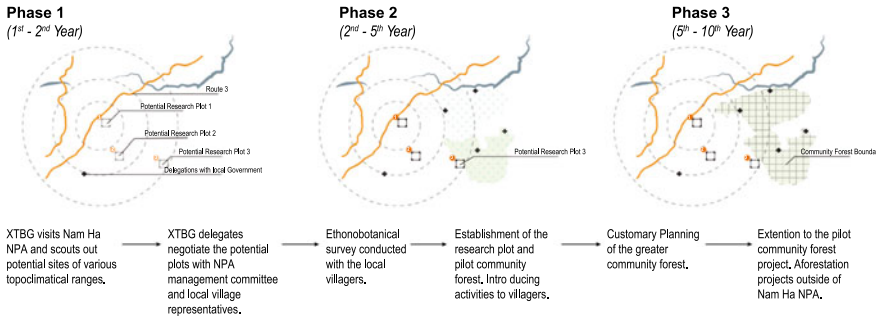 Phase 1
(1st - 2nd Year)
Route 3
Potential Research Plot 1
Potential Research Plot 2
Potential Research Plot 3
Delegations with local Government
Phase 2
(2nd - 5th Year)
Potential Research Plot 3
Phase 3
(5th - 10th Year)
Community Forest Bounda
XTBG visits Nam Ha
NPA and scouts out
potential sites of various
topoclimatical ranges.
XTBG delegates
negotiate the potential
plots with NPA
management committee
and local village
representatives.
Ethonobotanical
survey conducted
with the local
villagers.
Establishment of the
research plot and
pilot community
forest. Intro ducing
activities to villagers.
Customary Planning
of the greater
community forest.
Extention to the pilot
community forest
project. Aforestation
projects outside of
Nam Ha NPA.